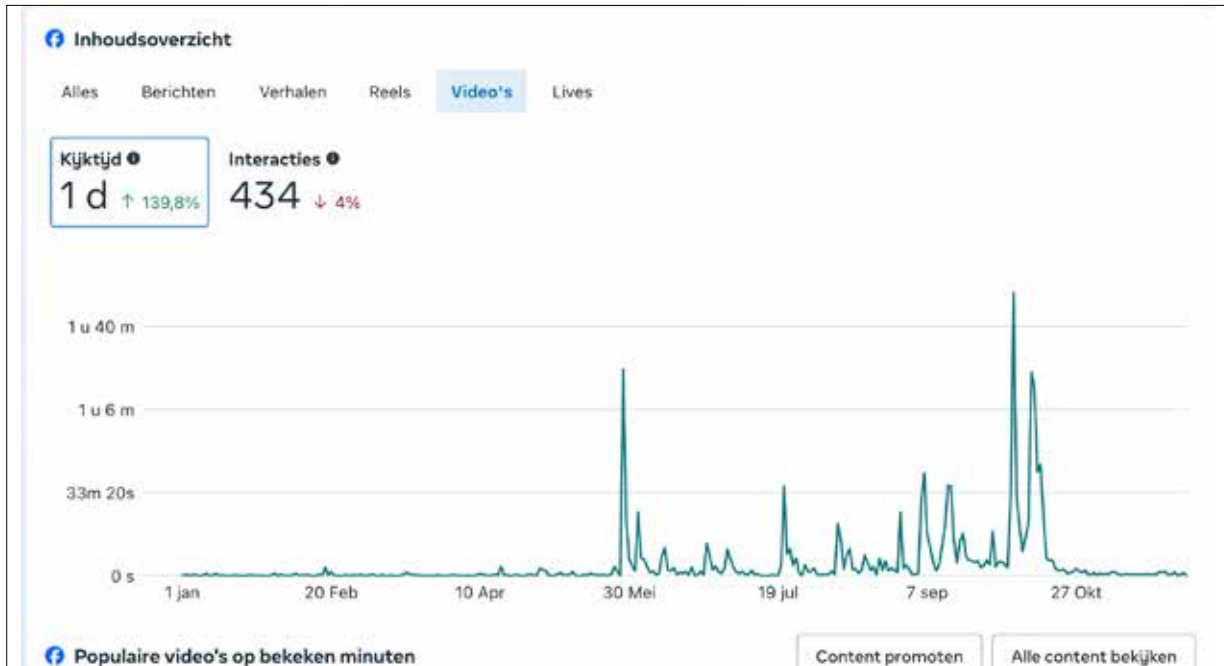 Inhoudsoverzicht
Alles Berichten Verhalen Reels Video's Lives
Kijktijd Interacties
1 d ↑ 139,8% 434 ↓ 4%
1 u 40 m
1 u 6 m
33m 20s
0 s
1 jan 20 Feb 10 Apr 30 Mei 19 jul 7 sep 27 Okt
Populaire video's op bekeken minuten Content promoten Alle content bekijken